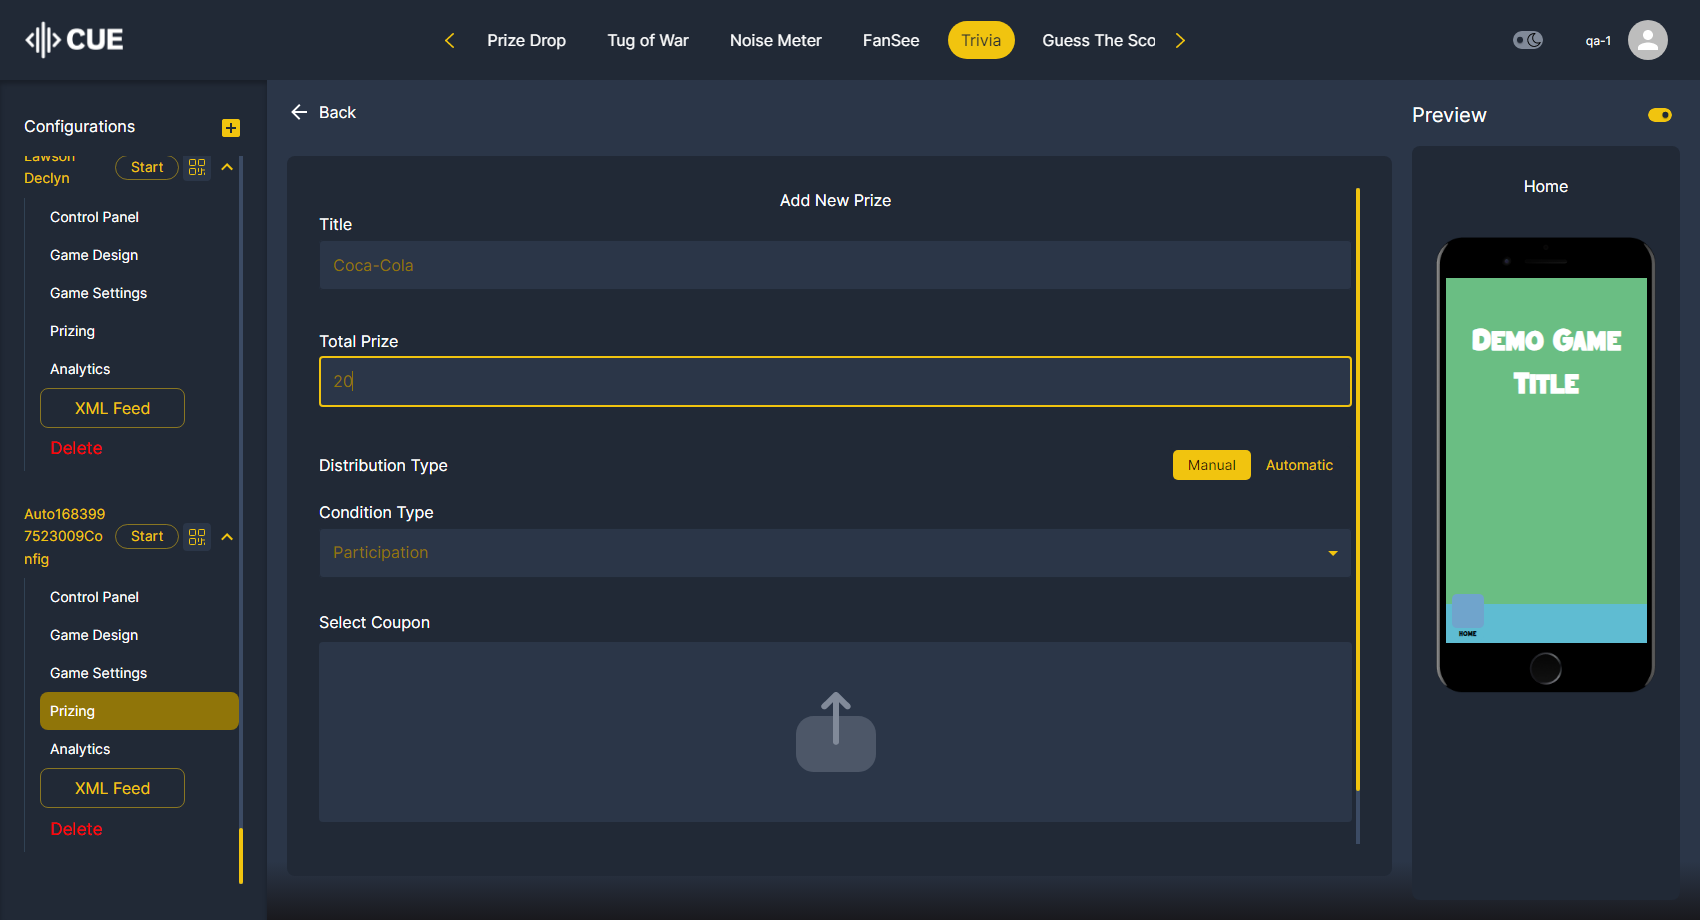 CUE
Prize Drop
Tug of War
Noise Meter
FanSee
Trivia
Guess The Sco
qa-1
Configurations
Lawson
Declyn
Start
Control Panel
Game Design
Game Settings
Prizing
Analytics
XML Feed
Delete
Auto168399
7523009Co
nfig
Start
Control Panel
Game Design
Game Settings
Prizing
Analytics
XML Feed
Delete
Back
Add New Prize
Title
Coca-Cola
Total Prize
20
Distribution Type
Manual
Automatic
Condition Type
Participation
Select Coupon
Preview
Home
Demo Game
Title
HOME